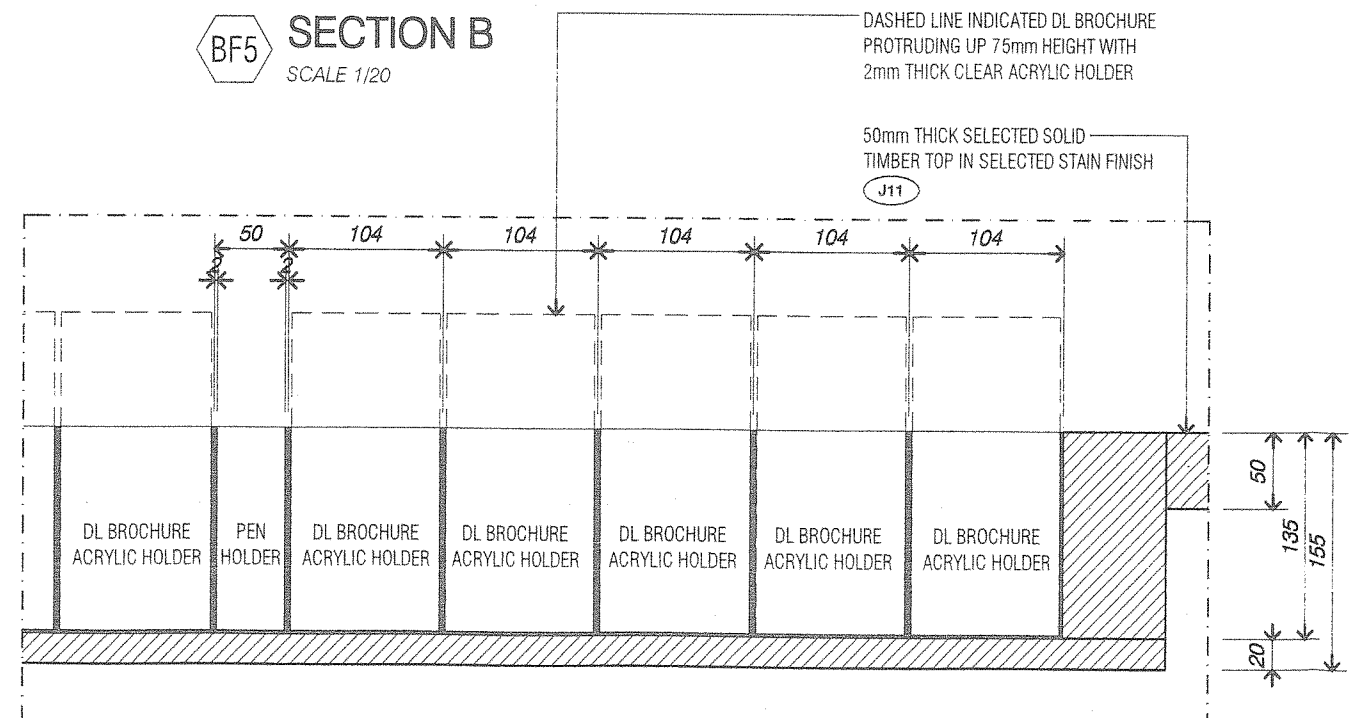 BF5
SECTION B
SCALE 1/20
DASHED LINE INDICATED DL BROCHURE
PROTRUDING UP 75mm HEIGHT WITH
2mm THICK CLEAR ACRYLIC HOLDER
50mm THICK SELECTED SOLID
TIMBER TOP IN SELECTED STAIN FINISH
J11
50 104 104 104 104 104
2 2
DL BROCHURE
ACRYLIC HOLDER
PEN
HOLDER
DL BROCHURE
ACRYLIC HOLDER
DL BROCHURE
ACRYLIC HOLDER
DL BROCHURE
ACRYLIC HOLDER
DL BROCHURE
ACRYLIC HOLDER
DL BROCHURE
ACRYLIC HOLDER
50
135
155
20